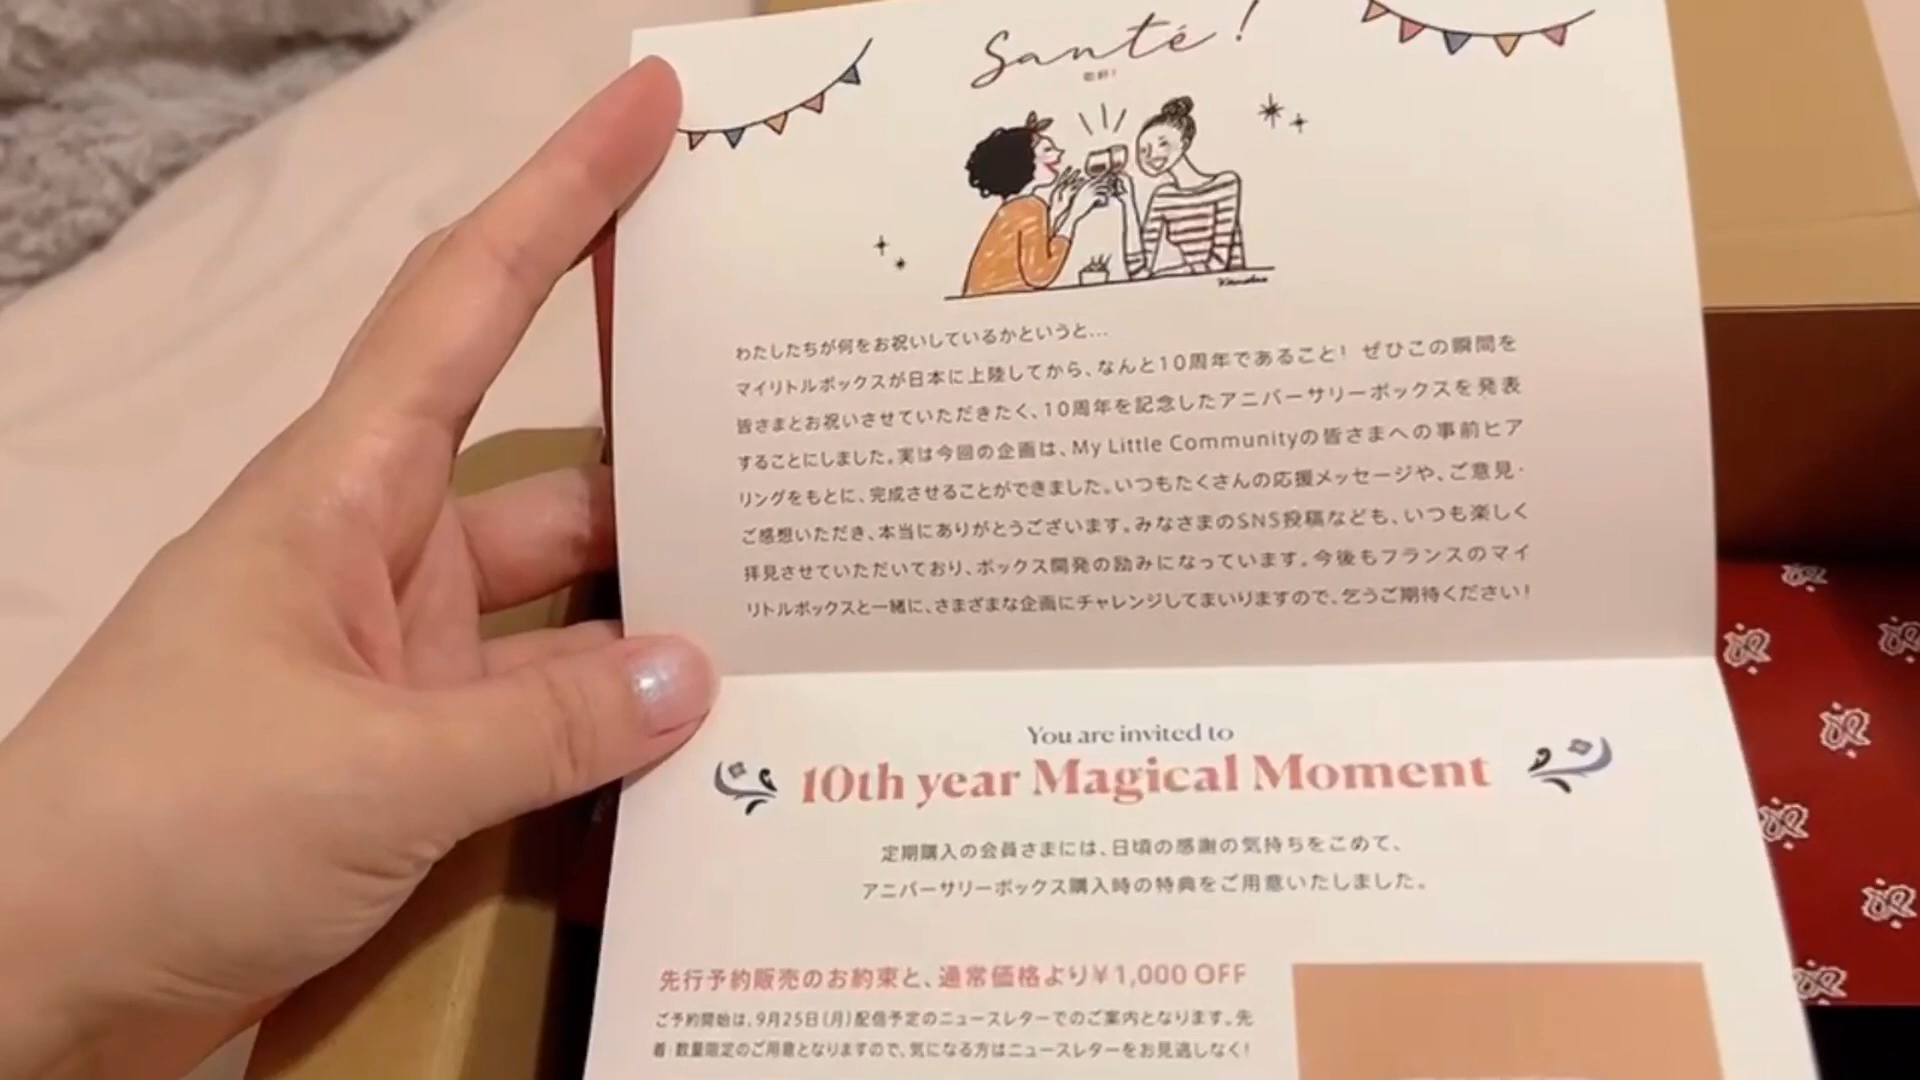 Santé!
乾杯!
わたしたちが何をお祝いしているかというと…
マイリトルボックスが日本に上陸してから、なんと10周年であること! ぜひこの瞬間を
皆さまとお祝いさせていただきたく、10周年を記念したアニバーサリーボックスを発表
することにしました。実は今回の企画は、My Little Communityの皆さまへの事前ヒア
リングをもとに、完成させることができました。いつもたくさんの応援メッセージや、ご意見・
ご感想いただき、本当にありがとうございます。みなさまのSNS投稿なども、いつも楽しく
拝見させていただいており、ボックス開発の励みになっています。今後もフランスのマイ
リトルボックスと一緒に、さまざまな企画にチャレンジしてまいりますので、乞うご期待ください!
You are invited to
10th year Magical Moment
定期購入の会員さまには、日頃の感謝の気持ちをこめて、
アニバーサリーボックス購入時の特典をご用意いたしました。
先行予約販売のお約束と、通常価格より¥1,000 OFF
ご予約開始は、9月25日(月)配信予定のニュースレターでのご案内となります。先
着・数量限定のご用意となりますので、気になる方はニュースレターをお見逃しなく!